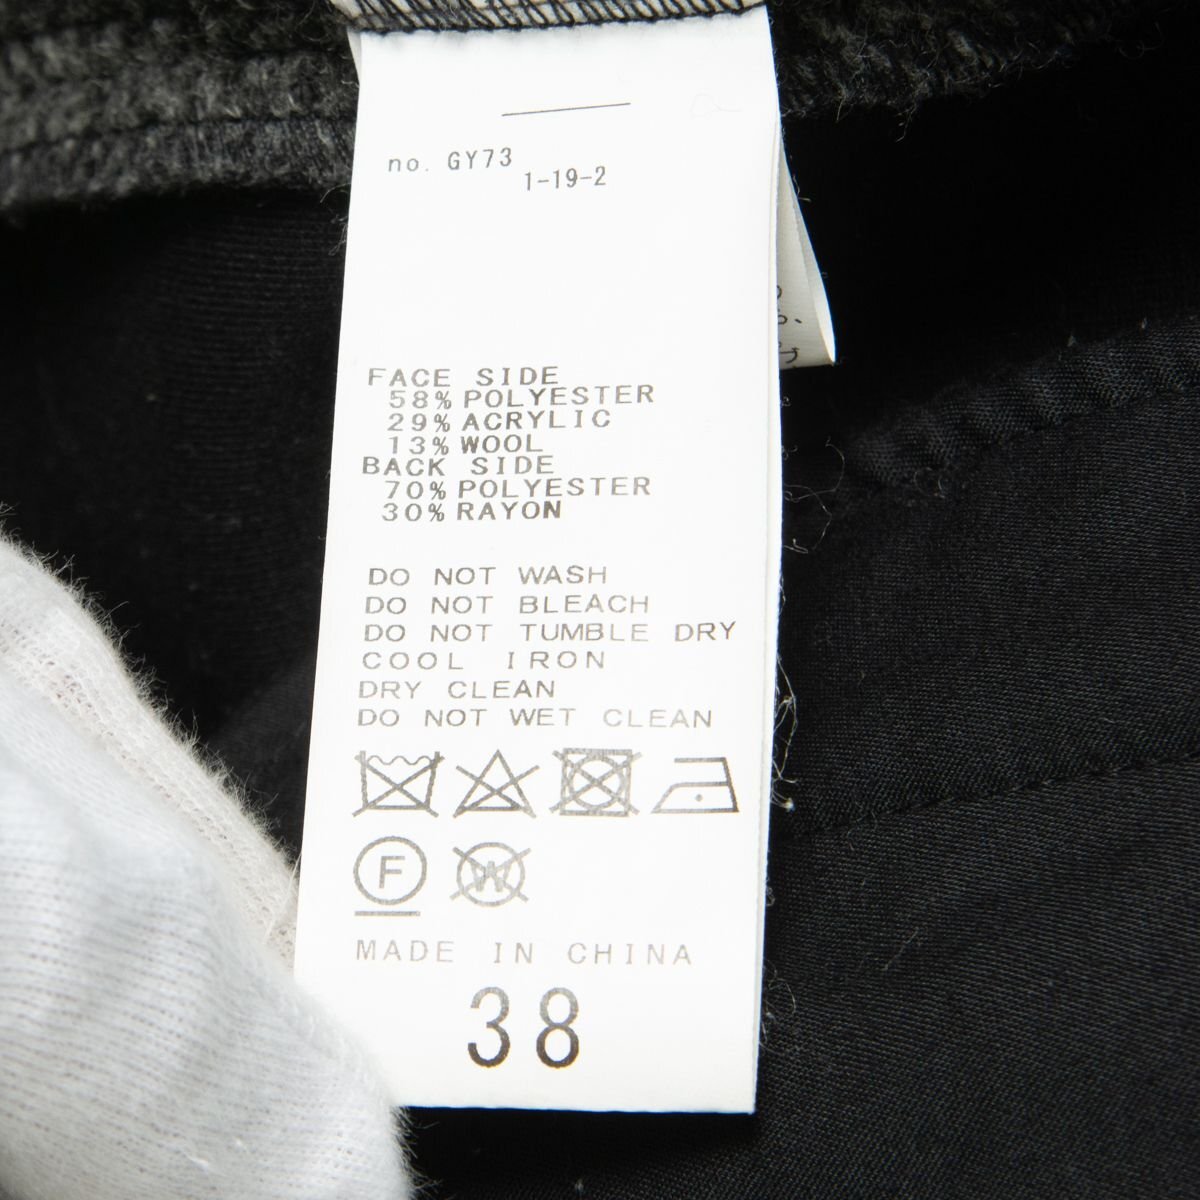 no. GY73
1-19-2
FACE SIDE
58% POLYESTER
29% ACRYLIC
13% WOOL
BACK SIDE
70% POLYESTER
30% RAYON
DO NOT WASH
DO NOT BLEACH
DO NOT TUMBLE DRY
COOL IRON
DRY CLEAN
DO NOT WET CLEAN
F W
MADE IN CHINA
38